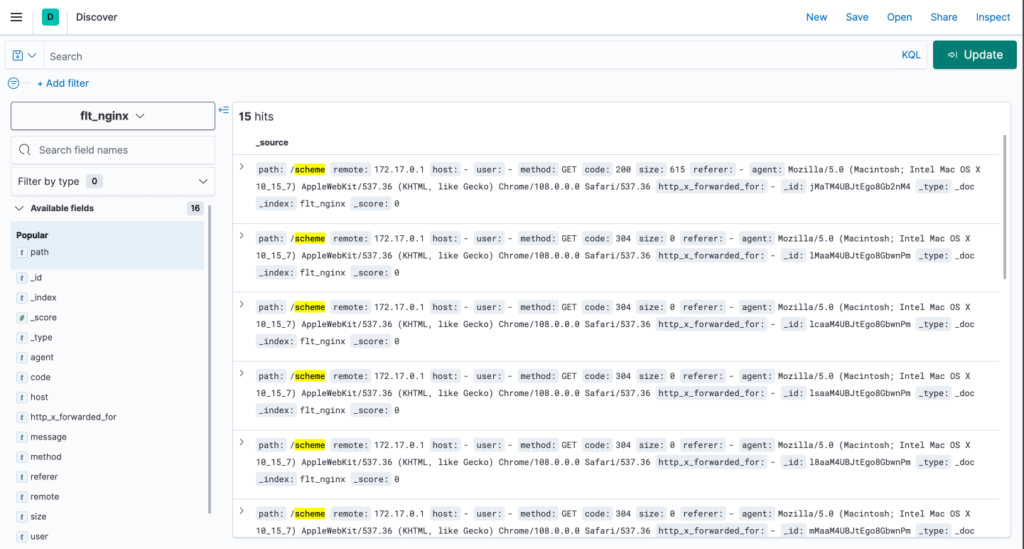 D Discover New Save Open Share Inspect
Search KQL Update
+ Add filter
flt_nginx
Search field names
Filter by type 0
Available fields 16
Popular
t path
t _id
t _index
# _score
t _type
t agent
t code
t host
t http_x_forwarded_for
t message
t method
t referer
t remote
t size
t user
15 hits
_source
path: /scheme remote: 172.17.0.1 host: - user: - method: GET code: 200 size: 615 referer: - agent: Mozilla/5.0 (Macintosh; Intel Mac OS X
10_15_7) AppleWebKit/537.36 (KHTML, like Gecko) Chrome/108.0.0.0 Safari/537.36 http_x_forwarded_for: - _id: jMaTM4UBJtEgo8Gb2nM4 _type: _doc
_index: flt_nginx _score: 0
path: /scheme remote: 172.17.0.1 host: - user: - method: GET code: 304 size: 0 referer: - agent: Mozilla/5.0 (Macintosh; Intel Mac OS X
10_15_7) AppleWebKit/537.36 (KHTML, like Gecko) Chrome/108.0.0.0 Safari/537.36 http_x_forwarded_for: - _id: lMaaM4UBJtEgo8GbwnPm _type: _doc
_index: flt_nginx _score: 0
path: /scheme remote: 172.17.0.1 host: - user: - method: GET code: 304 size: 0 referer: - agent: Mozilla/5.0 (Macintosh; Intel Mac OS X
10_15_7) AppleWebKit/537.36 (KHTML, like Gecko) Chrome/108.0.0.0 Safari/537.36 http_x_forwarded_for: - _id: lcaaM4UBJtEgo8GbwnPm _type: _doc
_index: flt_nginx _score: 0
path: /scheme remote: 172.17.0.1 host: - user: - method: GET code: 304 size: 0 referer: - agent: Mozilla/5.0 (Macintosh; Intel Mac OS X
10_15_7) AppleWebKit/537.36 (KHTML, like Gecko) Chrome/108.0.0.0 Safari/537.36 http_x_forwarded_for: - _id: lsaaM4UBJtEgo8GbwnPm _type: _doc
_index: flt_nginx _score: 0
path: /scheme remote: 172.17.0.1 host: - user: - method: GET code: 304 size: 0 referer: - agent: Mozilla/5.0 (Macintosh; Intel Mac OS X
10_15_7) AppleWebKit/537.36 (KHTML, like Gecko) Chrome/108.0.0.0 Safari/537.36 http_x_forwarded_for: - _id: l8aaM4UBJtEgo8GbwnPm _type: _doc
_index: flt_nginx _score: 0
path: /scheme remote: 172.17.0.1 host: - user: - method: GET code: 304 size: 0 referer: - agent: Mozilla/5.0 (Macintosh; Intel Mac OS X
10_15_7) AppleWebKit/537.36 (KHTML, like Gecko) Chrome/108.0.0.0 Safari/537.36 http_x_forwarded_for: - _id: mMaaM4UBJtEgo8GbwnPm _type: _doc